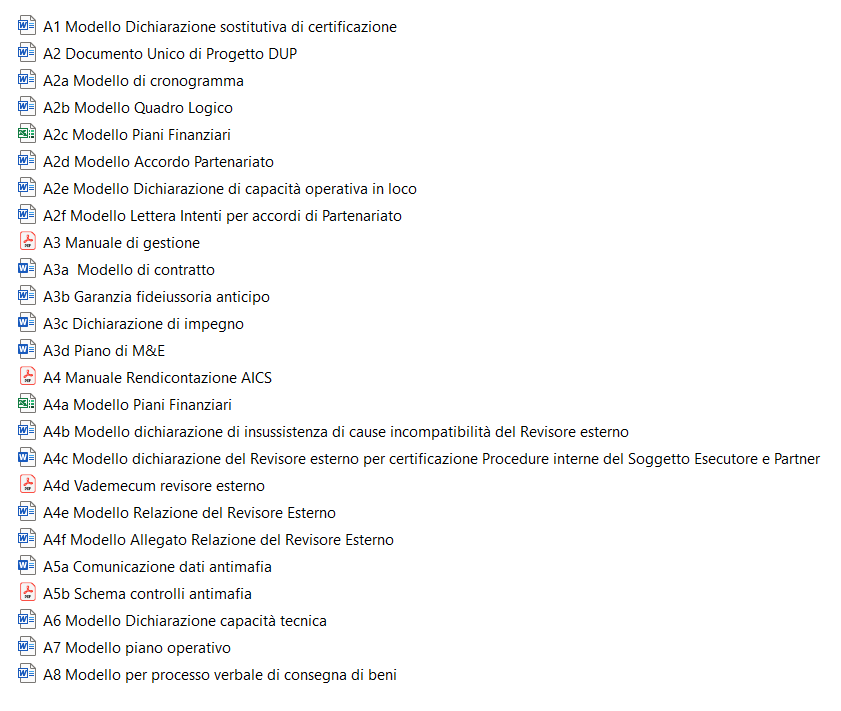 A1 Modello Dichiarazione sostitutiva di certificazione
A2 Documento Unico di Progetto DUP
A2a Modello di cronogramma
A2b Modello Quadro Logico
A2c Modello Piani Finanziari
A2d Modello Accordo Partenariato
A2e Modello Dichiarazione di capacità operativa in loco
A2f Modello Lettera Intenti per accordi di Partenariato
A3 Manuale di gestione
A3a  Modello di contratto
A3b Garanzia fideiussoria anticipo
A3c Dichiarazione di impegno
A3d Piano di M&E
A4 Manuale Rendicontazione AICS
A4a Modello Piani Finanziari
A4b Modello dichiarazione di insussistenza di cause incompatibilità del Revisore esterno
A4c Modello dichiarazione del Revisore esterno per certificazione Procedure interne del Soggetto Esecutore e Partner
A4d Vademecum revisore esterno
A4e Modello Relazione del Revisore Esterno
A4f Modello Allegato Relazione del Revisore Esterno
A5a Comunicazione dati antimafia
A5b Schema controlli antimafia
A6 Modello Dichiarazione capacità tecnica
A7 Modello piano operativo
A8 Modello per processo verbale di consegna di beni